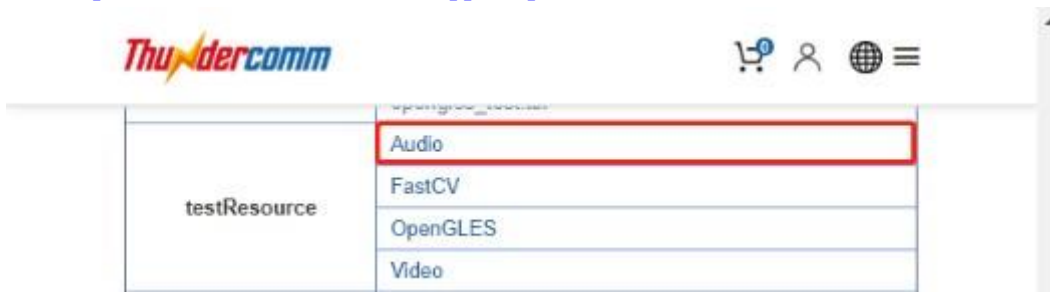 Thundercomm
0
Audio
testResource
FastCV
OpenGLES
Video